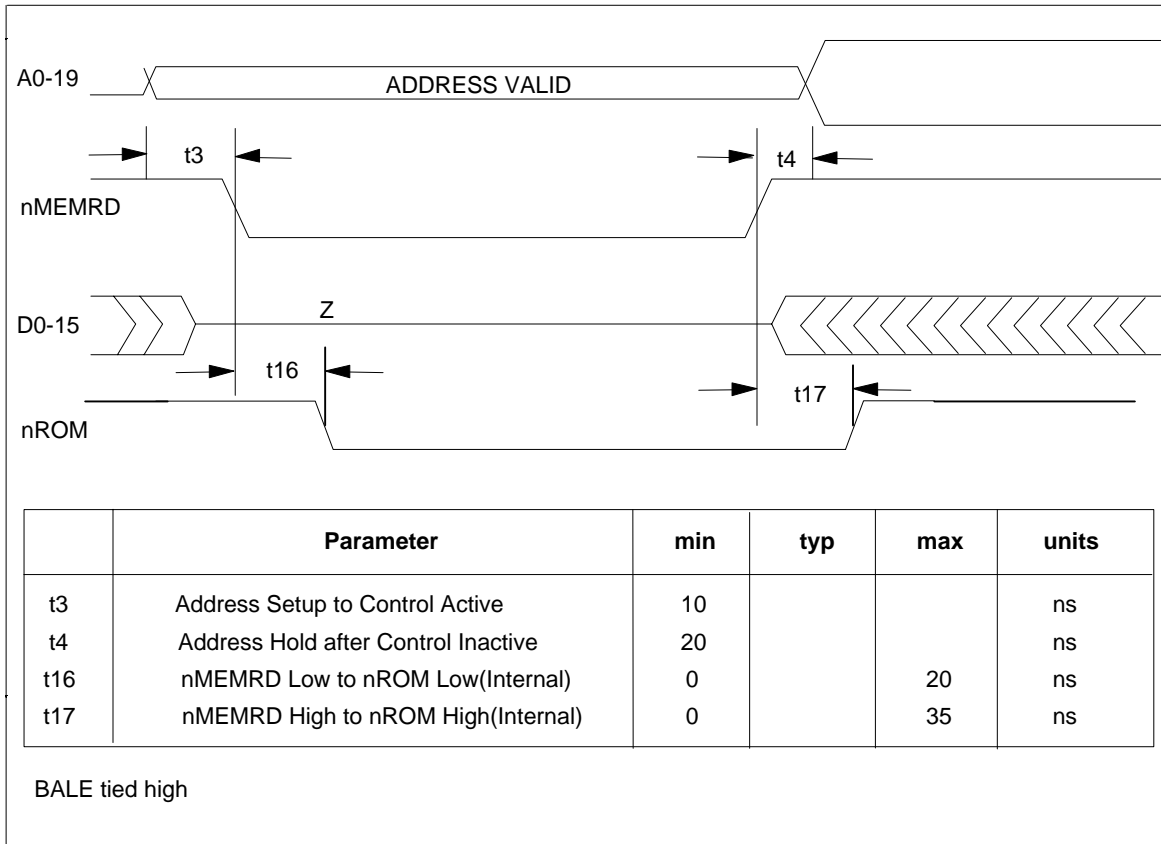 A0-19
ADDRESS VALID
t3
t4
nMEMRD
Z
D0-15
t16
t17
nROM
Parameter min typ max units
t3 Address Setup to Control Active 10 ns
t4 Address Hold after Control Inactive 20 ns
t16 nMEMRD Low to nROM Low(Internal) 0 20 ns
t17 nMEMRD High to nROM High(Internal) 0 35 ns
BALE tied high